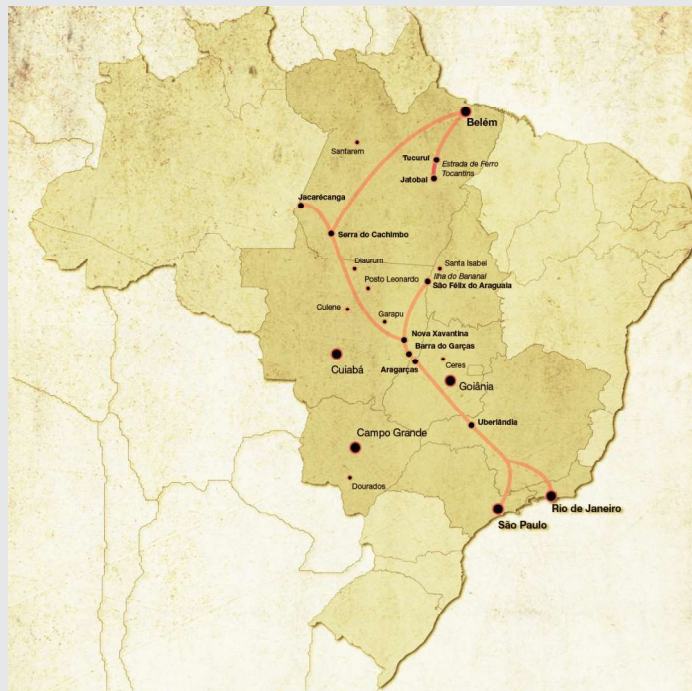 Belém
Santarem
Tucuruí
Estrada de Ferro
Tocantins
Jatobal
Jacarécanga
Serra do Cachimbo
Diaurum
Santa Isabel
Ilha do Bananal
Posto Leonardo
São Félix do Araguaia
Culene
Garapu
Nova Xavantina
Barra do Garças
Aragarças
Ceres
Cuiabá
Goiânia
Uberlândia
Campo Grande
Dourados
Rio de Janeiro
São Paulo